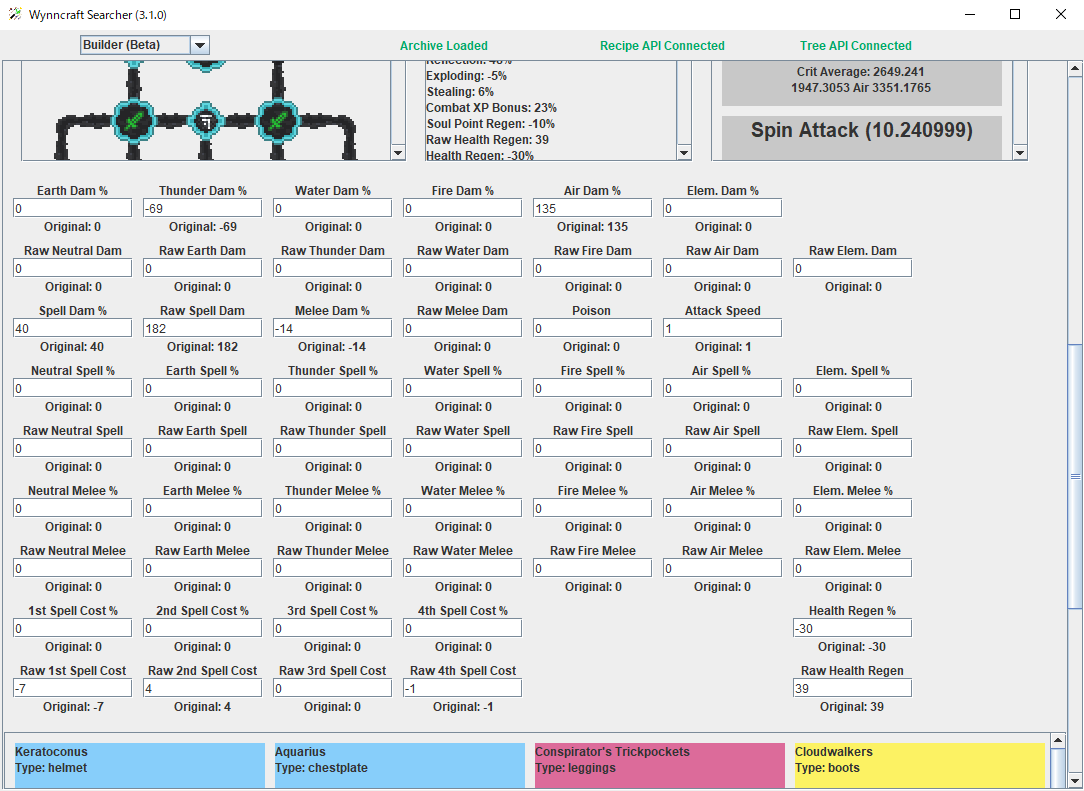 Wynncraft Searcher (3.1.0)
Builder (Beta)
Archive Loaded
Recipe API Connected
Tree API Connected
Reflection: 40%
Exploding: -5%
Stealing: 6%
Combat XP Bonus: 23%
Soul Point Regen: -10%
Raw Health Regen: 39
Health Regen: -30%
Crit Average: 2649.241
1947.3053 Air 3351.1765
Spin Attack (10.240999)
Earth Dam % Thunder Dam % Water Dam % Fire Dam % Air Dam % Elem. Dam %
0 -69 0 0 135 0
Original: 0 Original: -69 Original: 0 Original: 0 Original: 135 Original: 0
Raw Neutral Dam Raw Earth Dam Raw Thunder Dam Raw Water Dam Raw Fire Dam Raw Air Dam Raw Elem. Dam
0 0 0 0 0 0 0
Original: 0 Original: 0 Original: 0 Original: 0 Original: 0 Original: 0 Original: 0
Spell Dam % Raw Spell Dam Melee Dam % Raw Melee Dam Poison Attack Speed
40 182 -14 0 0 1
Original: 40 Original: 182 Original: -14 Original: 0 Original: 0 Original: 1
Neutral Spell % Earth Spell % Thunder Spell % Water Spell % Fire Spell % Air Spell % Elem. Spell %
0 0 0 0 0 0 0
Original: 0 Original: 0 Original: 0 Original: 0 Original: 0 Original: 0 Original: 0
Raw Neutral Spell Raw Earth Spell Raw Thunder Spell Raw Water Spell Raw Fire Spell Raw Air Spell Raw Elem. Spell
0 0 0 0 0 0 0
Original: 0 Original: 0 Original: 0 Original: 0 Original: 0 Original: 0 Original: 0
Neutral Melee % Earth Melee % Thunder Melee % Water Melee % Fire Melee % Air Melee % Elem. Melee %
0 0 0 0 0 0 0
Original: 0 Original: 0 Original: 0 Original: 0 Original: 0 Original: 0 Original: 0
Raw Neutral Melee Raw Earth Melee Raw Thunder Melee Raw Water Melee Raw Fire Melee Raw Air Melee Raw Elem. Melee
0 0 0 0 0 0 0
Original: 0 Original: 0 Original: 0 Original: 0 Original: 0 Original: 0 Original: 0
1st Spell Cost % 2nd Spell Cost % 3rd Spell Cost % 4th Spell Cost % Health Regen %
0 0 0 0 -30
Original: 0 Original: 0 Original: 0 Original: 0 Original: -30
Raw 1st Spell Cost Raw 2nd Spell Cost Raw 3rd Spell Cost Raw 4th Spell Cost Raw Health Regen
-7 4 0 -1 39
Original: -7 Original: 4 Original: 0 Original: -1 Original: 39
Keratoconus
Type: helmet
Aquarius
Type: chestplate
Conspirator's Trickpockets
Type: leggings
Cloudwalkers
Type: boots